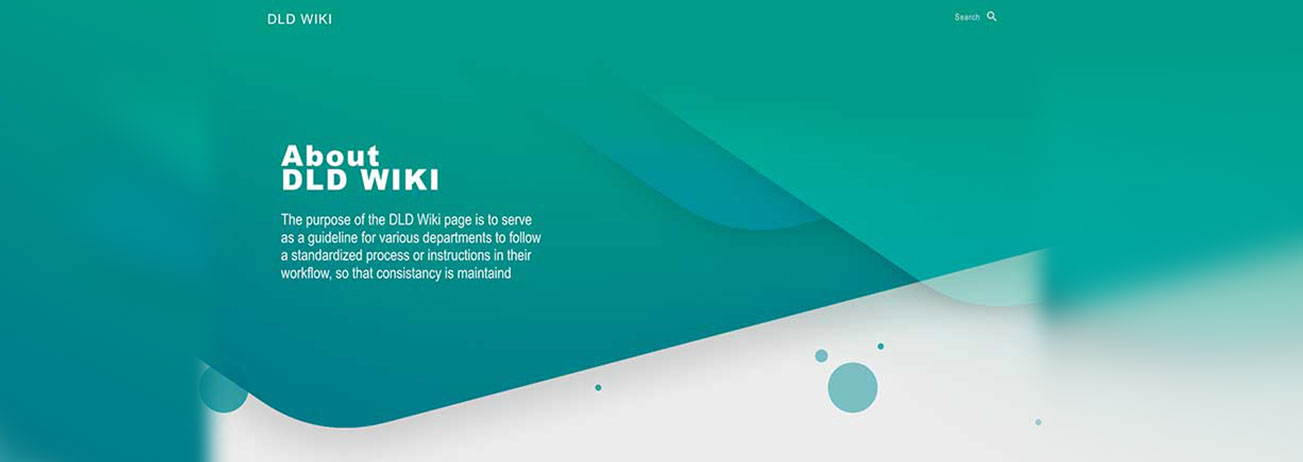 DLD WIKI
Search
About
DLD WIKI
The purpose of the DLD Wiki page is to serve
as a guideline for various departments to follow
a standardized process or instructions in their
workflow, so that consistancy is maintaind